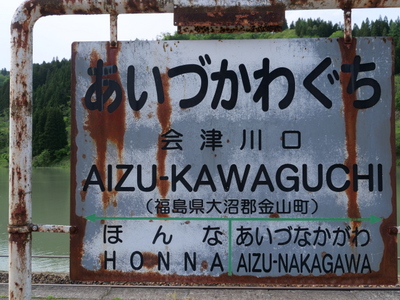 あいづかわぐち
会津川口
AIZU-KAWAGUCHI
(福島県大沼郡金山町)
ほんな あいづなかがわ
HONNA AIZU-NAKAGAWA